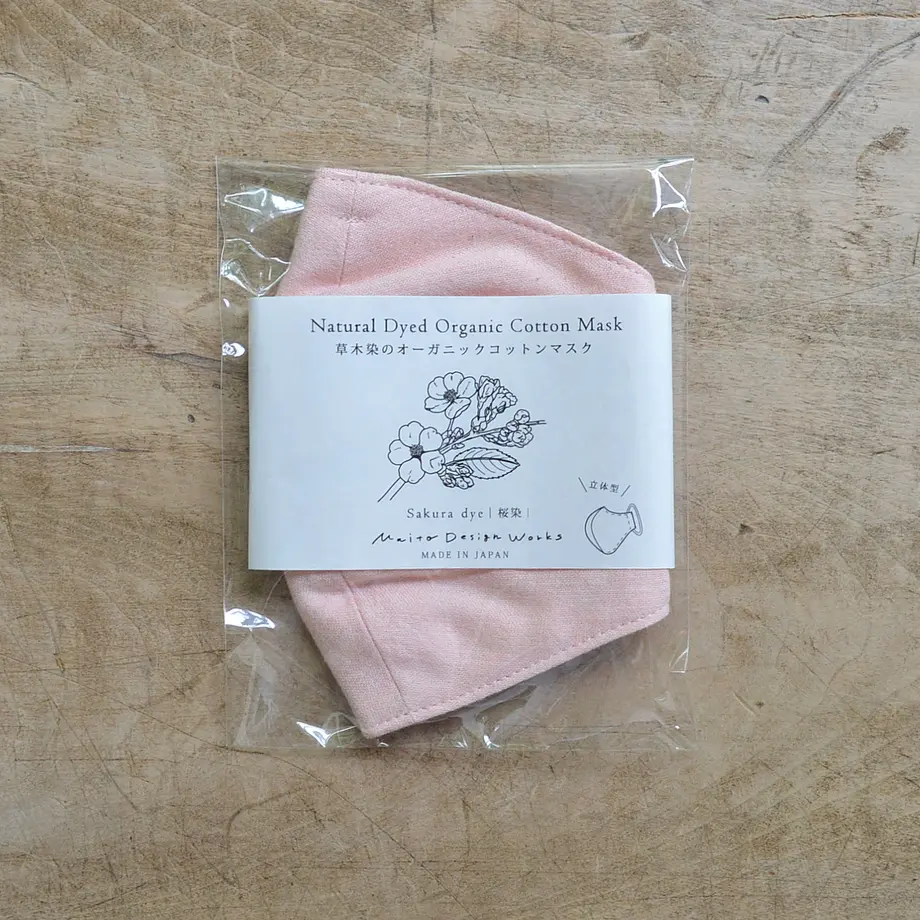 Natural Dyed Organic Cotton Mask
草木染のオーガニックコットンマスク
\立体型/
Sakura dye | 桜染 |
Maito Design Works
MADE IN JAPAN